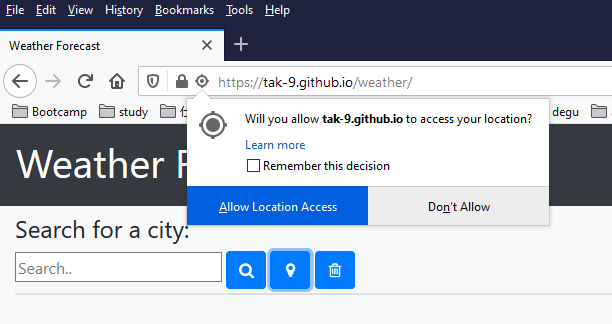 File Edit View History Bookmarks Tools Help
Weather Forecast
https://tak-9.github.io/weather/
Bootcamp study degu
Will you allow tak-9.github.io to access your location?
Learn more
Remember this decision
Allow Location Access Don't Allow
Weather F
Search for a city:
Search..